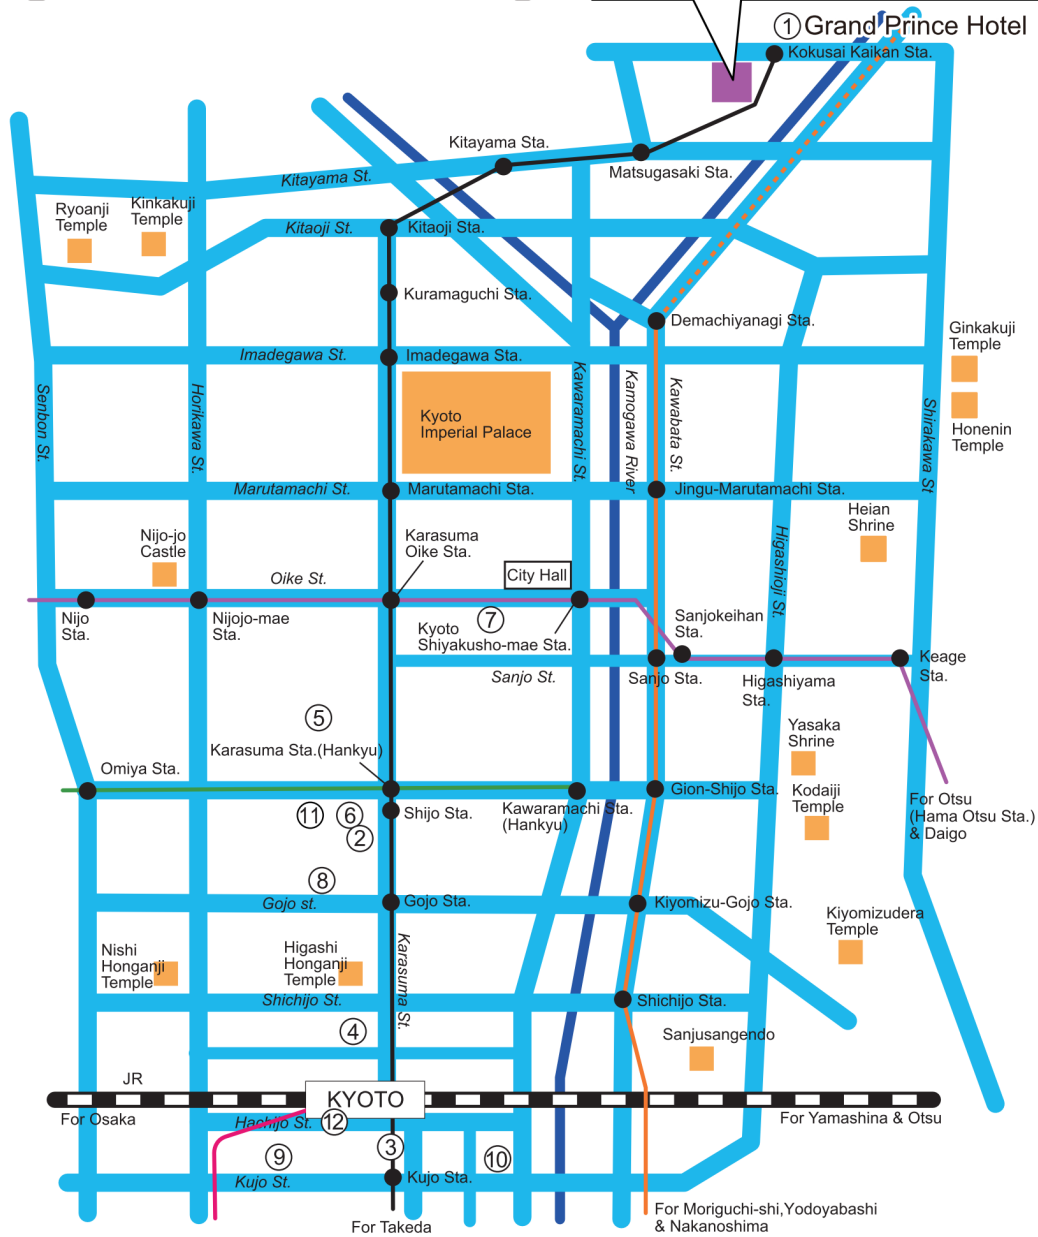 ① Grand Prince Hotel
Kokusai Kaikan Sta.
Kitayama Sta.
Matsugasaki Sta.
Kitayama St.
Ryoanji
Temple
Kinkakuji
Temple
Kitaoji St.
Kitaoji Sta.
Kuramaguchi Sta.
Demachiyanagi Sta.
Ginkakuji
Temple
Imadegawa St.
Imadegawa Sta.
Senbon St.
Horikawa St.
Kyoto
Imperial Palace
Kawaramachi St.
Kamogawa River
Kawabata St.
Shirakawa St
Honenin
Temple
Marutamachi St.
Marutamachi Sta.
Jingu-Marutamachi Sta.
Heian
Shrine
Nijo-jo
Castle
Karasuma
Oike Sta.
Higashioji St.
Oike St.
City Hall
Nijo
Sta.
Nijojo-mae
Sta.
⑦
Kyoto
Shiyakusho-mae Sta.
Sanjokeihan
Sta.
Sanjo St.
Sanjo Sta.
Higashiyama
Sta.
Keage
Sta.
⑤
Karasuma Sta.(Hankyu)
Yasaka
Shrine
Omiya Sta.
Gion-Shijo Sta.
Kodaiji
Temple
⑪
⑥
②
Shijo Sta.
Kawaramachi Sta.
(Hankyu)
For Otsu
(Hama Otsu Sta.)
& Daigo
⑧
Gojo st.
Gojo Sta.
Kiyomizu-Gojo Sta.
Kiyomizudera
Temple
Nishi
Honganji
Temple
Higashi
Honganji
Temple
Karasuma St.
Shichijo St.
Shichijo Sta.
④
Sanjusangendo
JR
KYOTO
For Osaka
For Yamashina & Otsu
Hachijo St.
⑫
③
⑨
⑩
Kujo St.
Kujo Sta.
For Takeda
For Moriguchi-shi,Yodoyabashi
& Nakanoshima